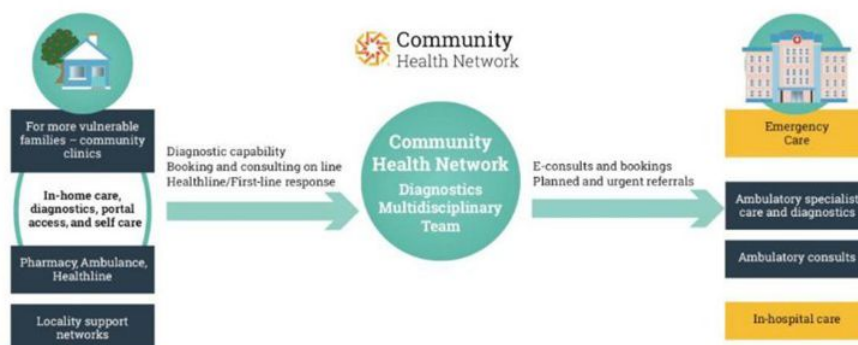 Community
Health Network
For more vulnerable
families – community
clinics
In-home care,
diagnostics, portal
access, and self care
Pharmacy, Ambulance,
Healthline
Locality support
networks
Diagnostic capability
Booking and consulting on line
Healthline/First-line response
Community
Health Network
Diagnostics
Multidisciplinary
Team
E-consults and bookings
Planned and urgent referrals
Emergency
Care
Ambulatory specialist
care and diagnostics
Ambulatory consults
In-hospital care